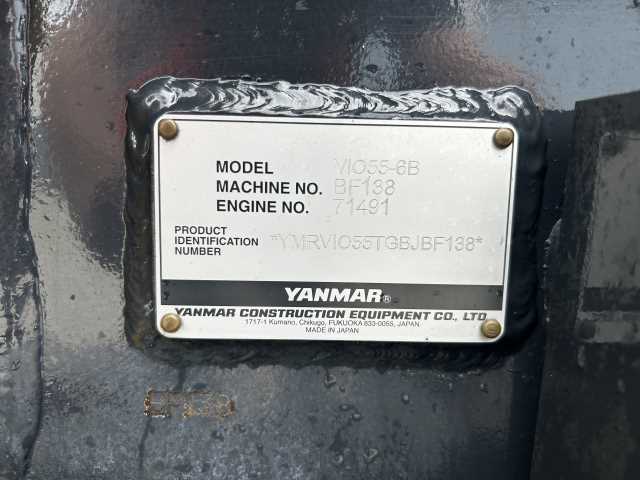 MODEL VIO55-6B
MACHINE NO. BF138
ENGINE NO. 71491
PRODUCT
IDENTIFICATION
NUMBER
*YMRVIO55TGBJBF138*
YANMAR®
YANMAR CONSTRUCTION EQUIPMENT CO., LTD.
1717-1 Kumano, Chikugo, FUKUOKA 833-0055, JAPAN.
MADE IN JAPAN